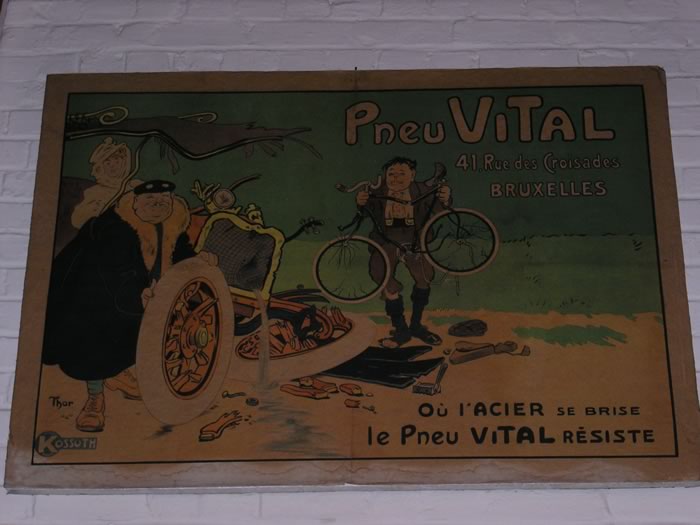 Pneu VITAL
41, Rue des Croisades
BRUXELLES
Thor
KOSSUTH
Où l'ACIER SE BRISE
le Pneu VITAL RÉSISTE